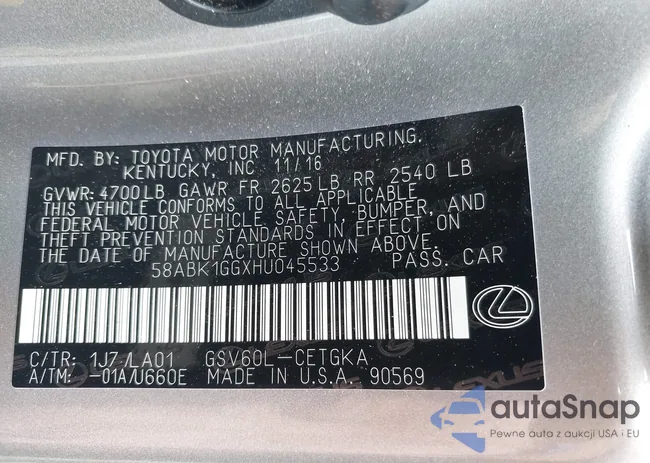 MFD. BY: TOYOTA MOTOR MANUFACTURING,
KENTUCKY, INC 11/16
GVWR: 4700LB GAWR FR 2625LB RR 2540 LB
THIS VEHICLE CONFORMS TO ALL APPLICABLE
FEDERAL MOTOR VEHICLE SAFETY, BUMPER, AND
THEFT PREVENTION STANDARDS IN EFFECT ON
THE DATE OF MANUFACTURE SHOWN ABOVE.
58ABK1GGXHU045533 PASS. CAR
C/TR: 1J7/LA01 GSV60L-CETGKA
A/TM: -01A/U660E MADE IN U.S.A. 90569
autaSnap
Pewne auta z aukcji USA i EU